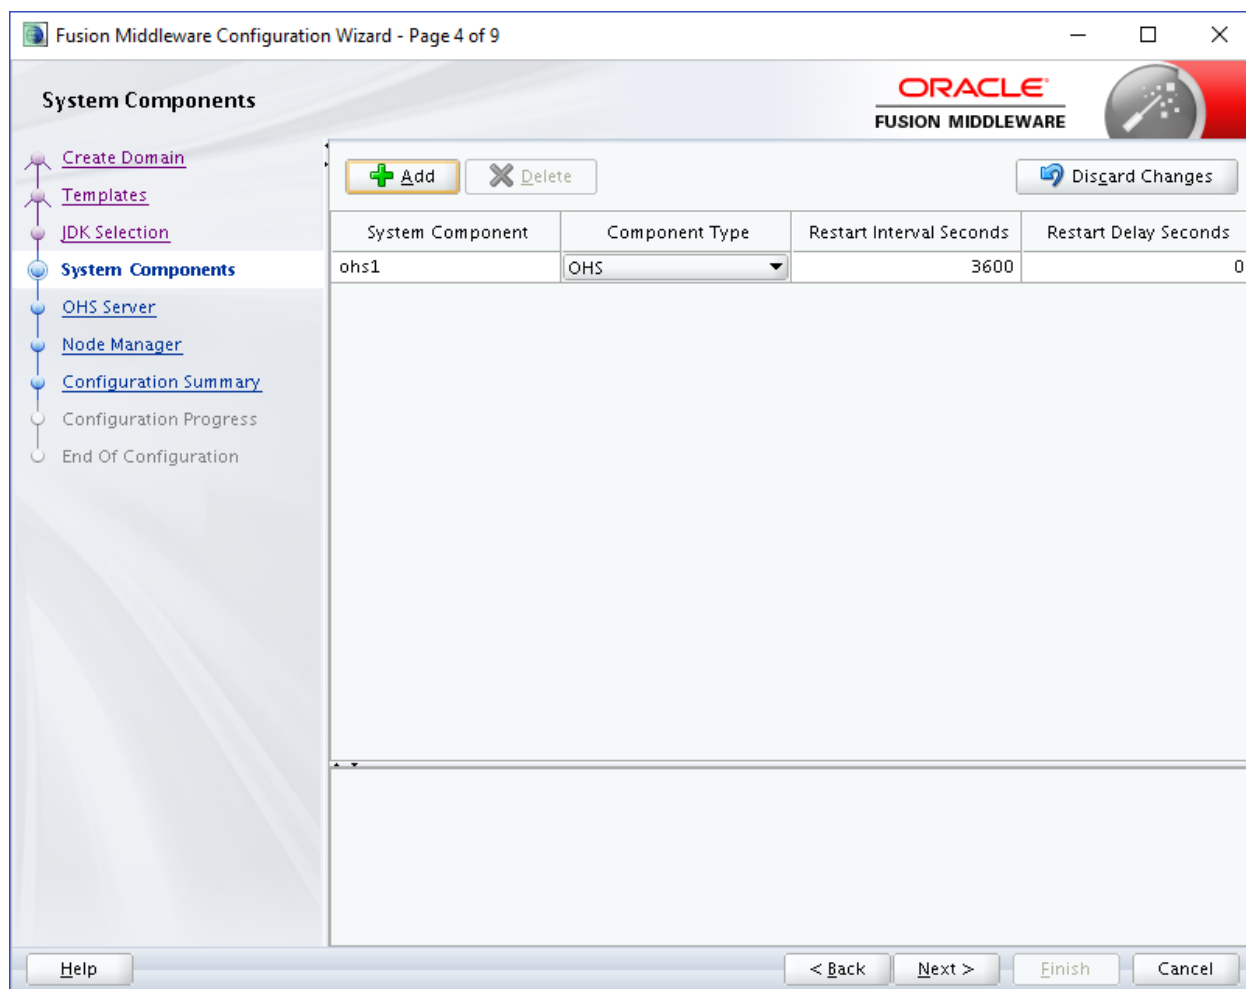 Fusion Middleware Configuration Wizard - Page 4 of 9
System Components
ORACLE
FUSION MIDDLEWARE
Create Domain
Templates
JDK Selection
System Components
OHS Server
Node Manager
Configuration Summary
Configuration Progress
End Of Configuration
Add
Delete
Discard Changes
System Component Component Type Restart Interval Seconds Restart Delay Seconds
ohs1 OHS 3600 0
Help
< Back
Next >
Finish
Cancel